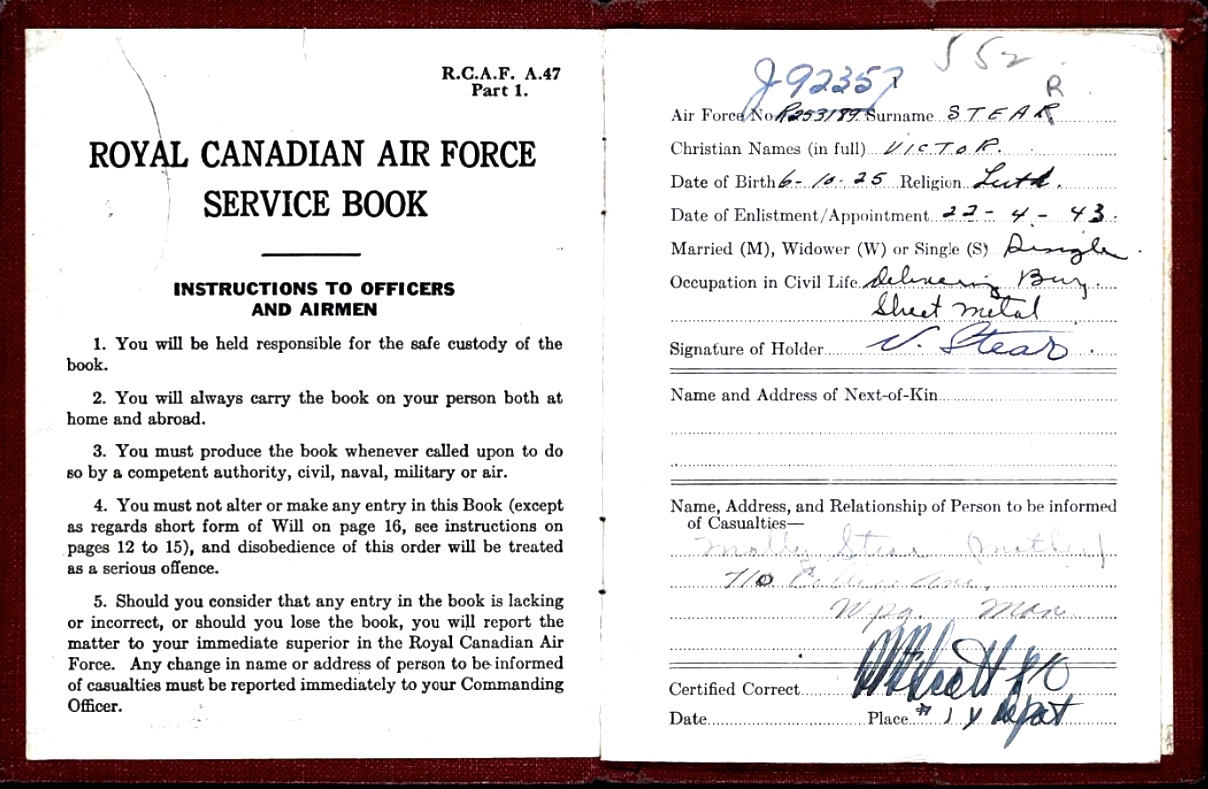 R.C.A.F. A.47
Part 1.
ROYAL CANADIAN AIR FORCE
SERVICE BOOK
INSTRUCTIONS TO OFFICERS
AND AIRMEN
1. You will be held responsible for the safe custody of the
book.
2. You will always carry the book on your person both at
home and abroad.
3. You must produce the book whenever called upon to do
so by a competent authority, civil, naval, military or air.
4. You must not alter or make any entry in this Book (except
as regards short form of Will on page 16, see instructions on
pages 12 to 15), and disobedience of this order will be treated
as a serious offence.
5. Should you consider that any entry in the book is lacking
or incorrect, or should you lose the book, you will report the
matter to your immediate superior in the Royal Canadian Air
Force. Any change in name or address of person to be informed
of casualties must be reported immediately to your Commanding
Officer.
552
J92357
R
Air Force No R253189 Surname STEAR
Christian Names (in full) VICTOR.
Date of Birth 6-10-25 Religion Luth.
Date of Enlistment/Appointment 22-4-43
Married (M), Widower (W) or Single (S) Single
Occupation in Civil Life Delivering Boy
Sheet Metal
Signature of Holder V. Stear
Name and Address of Next-of-Kin
Name, Address, and Relationship of Person to be informed
of Casualties—
Molly Stear (mother)
710 Ave,
Wpg Man
Certified Correct Scott F/O
Date Place # 1 Y Depot